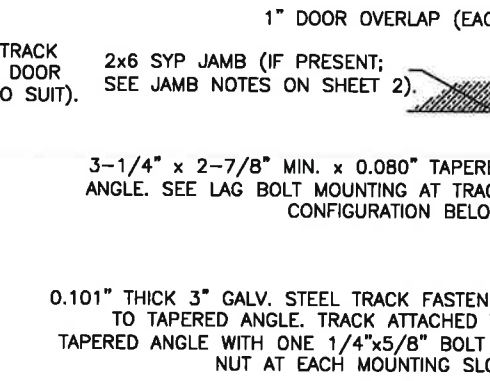 1" DOOR OVERLAP (EAC
TRACK
DOOR
O SUIT).
2x6 SYP JAMB (IF PRESENT;
SEE JAMB NOTES ON SHEET 2).
3-1/4" x 2-7/8" MIN. x 0.080" TAPER
ANGLE. SEE LAG BOLT MOUNTING AT TRA
CONFIGURATION BELO
0.101" THICK 3" GALV. STEEL TRACK FASTEN
TO TAPERED ANGLE. TRACK ATTACHED
TAPERED ANGLE WITH ONE 1/4"x5/8" BOLT
NUT AT EACH MOUNTING SLO